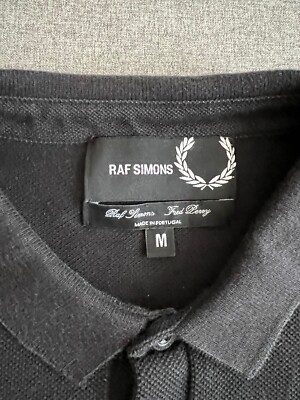 RAF SIMONS
Raf Simons Fred Perry
MADE IN PORTUGAL
M